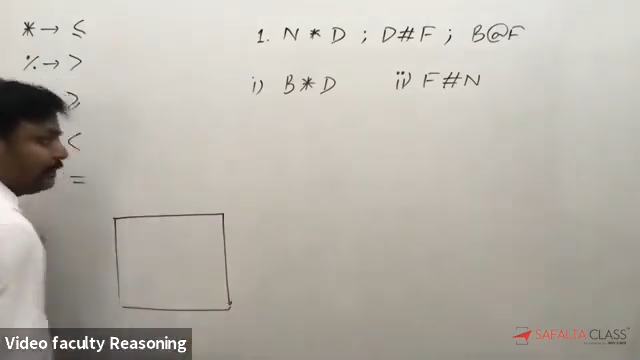 * → ≤
% → >
≥
<
=
1. N * D ; D # F ; B @ F
i) B * D ii) F # N
Video faculty Reasoning
SAFALTA CLASS